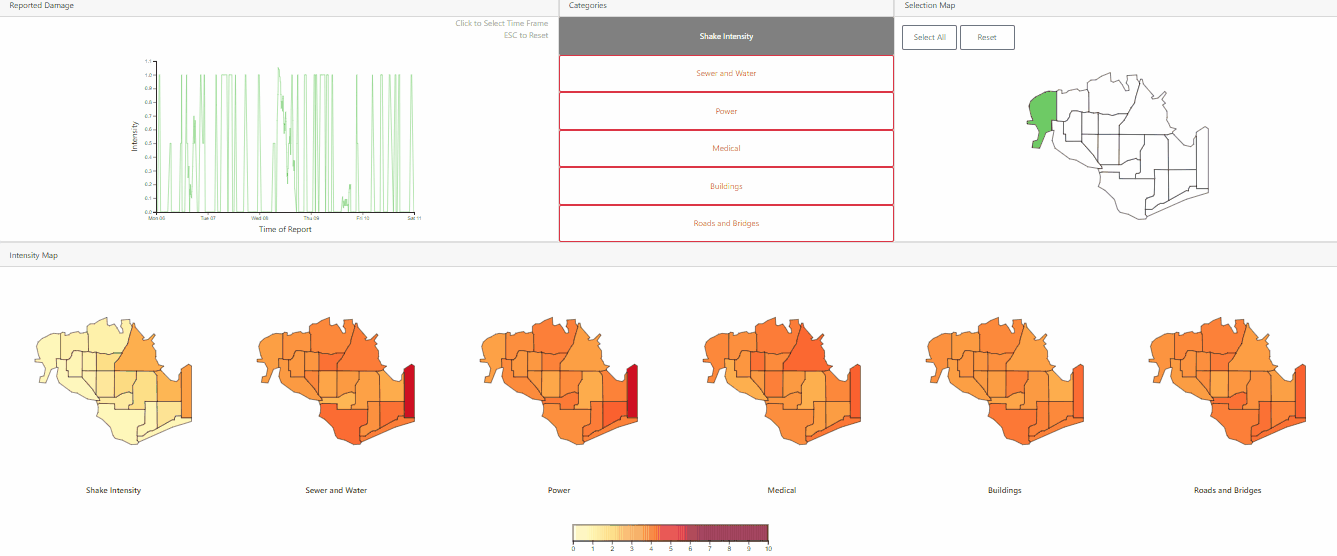 Reported Damage
Categories
Selection Map
Click to Select Time Frame
ESC to Reset
Shake Intensity
Sewer and Water
Power
Medical
Buildings
Roads and Bridges
Select All
Reset
Intensity
1.1
1.0
0.9
0.8
0.7
0.6
0.5
0.4
0.3
0.2
0.1
0.0
Mon 06 Tue 07 Wed 08 Thu 09 Fri 10 Sat 11
Time of Report
Intensity Map
Shake Intensity
Sewer and Water
Power
Medical
Buildings
Roads and Bridges
0 1 2 3 4 5 6 7 8 9 10